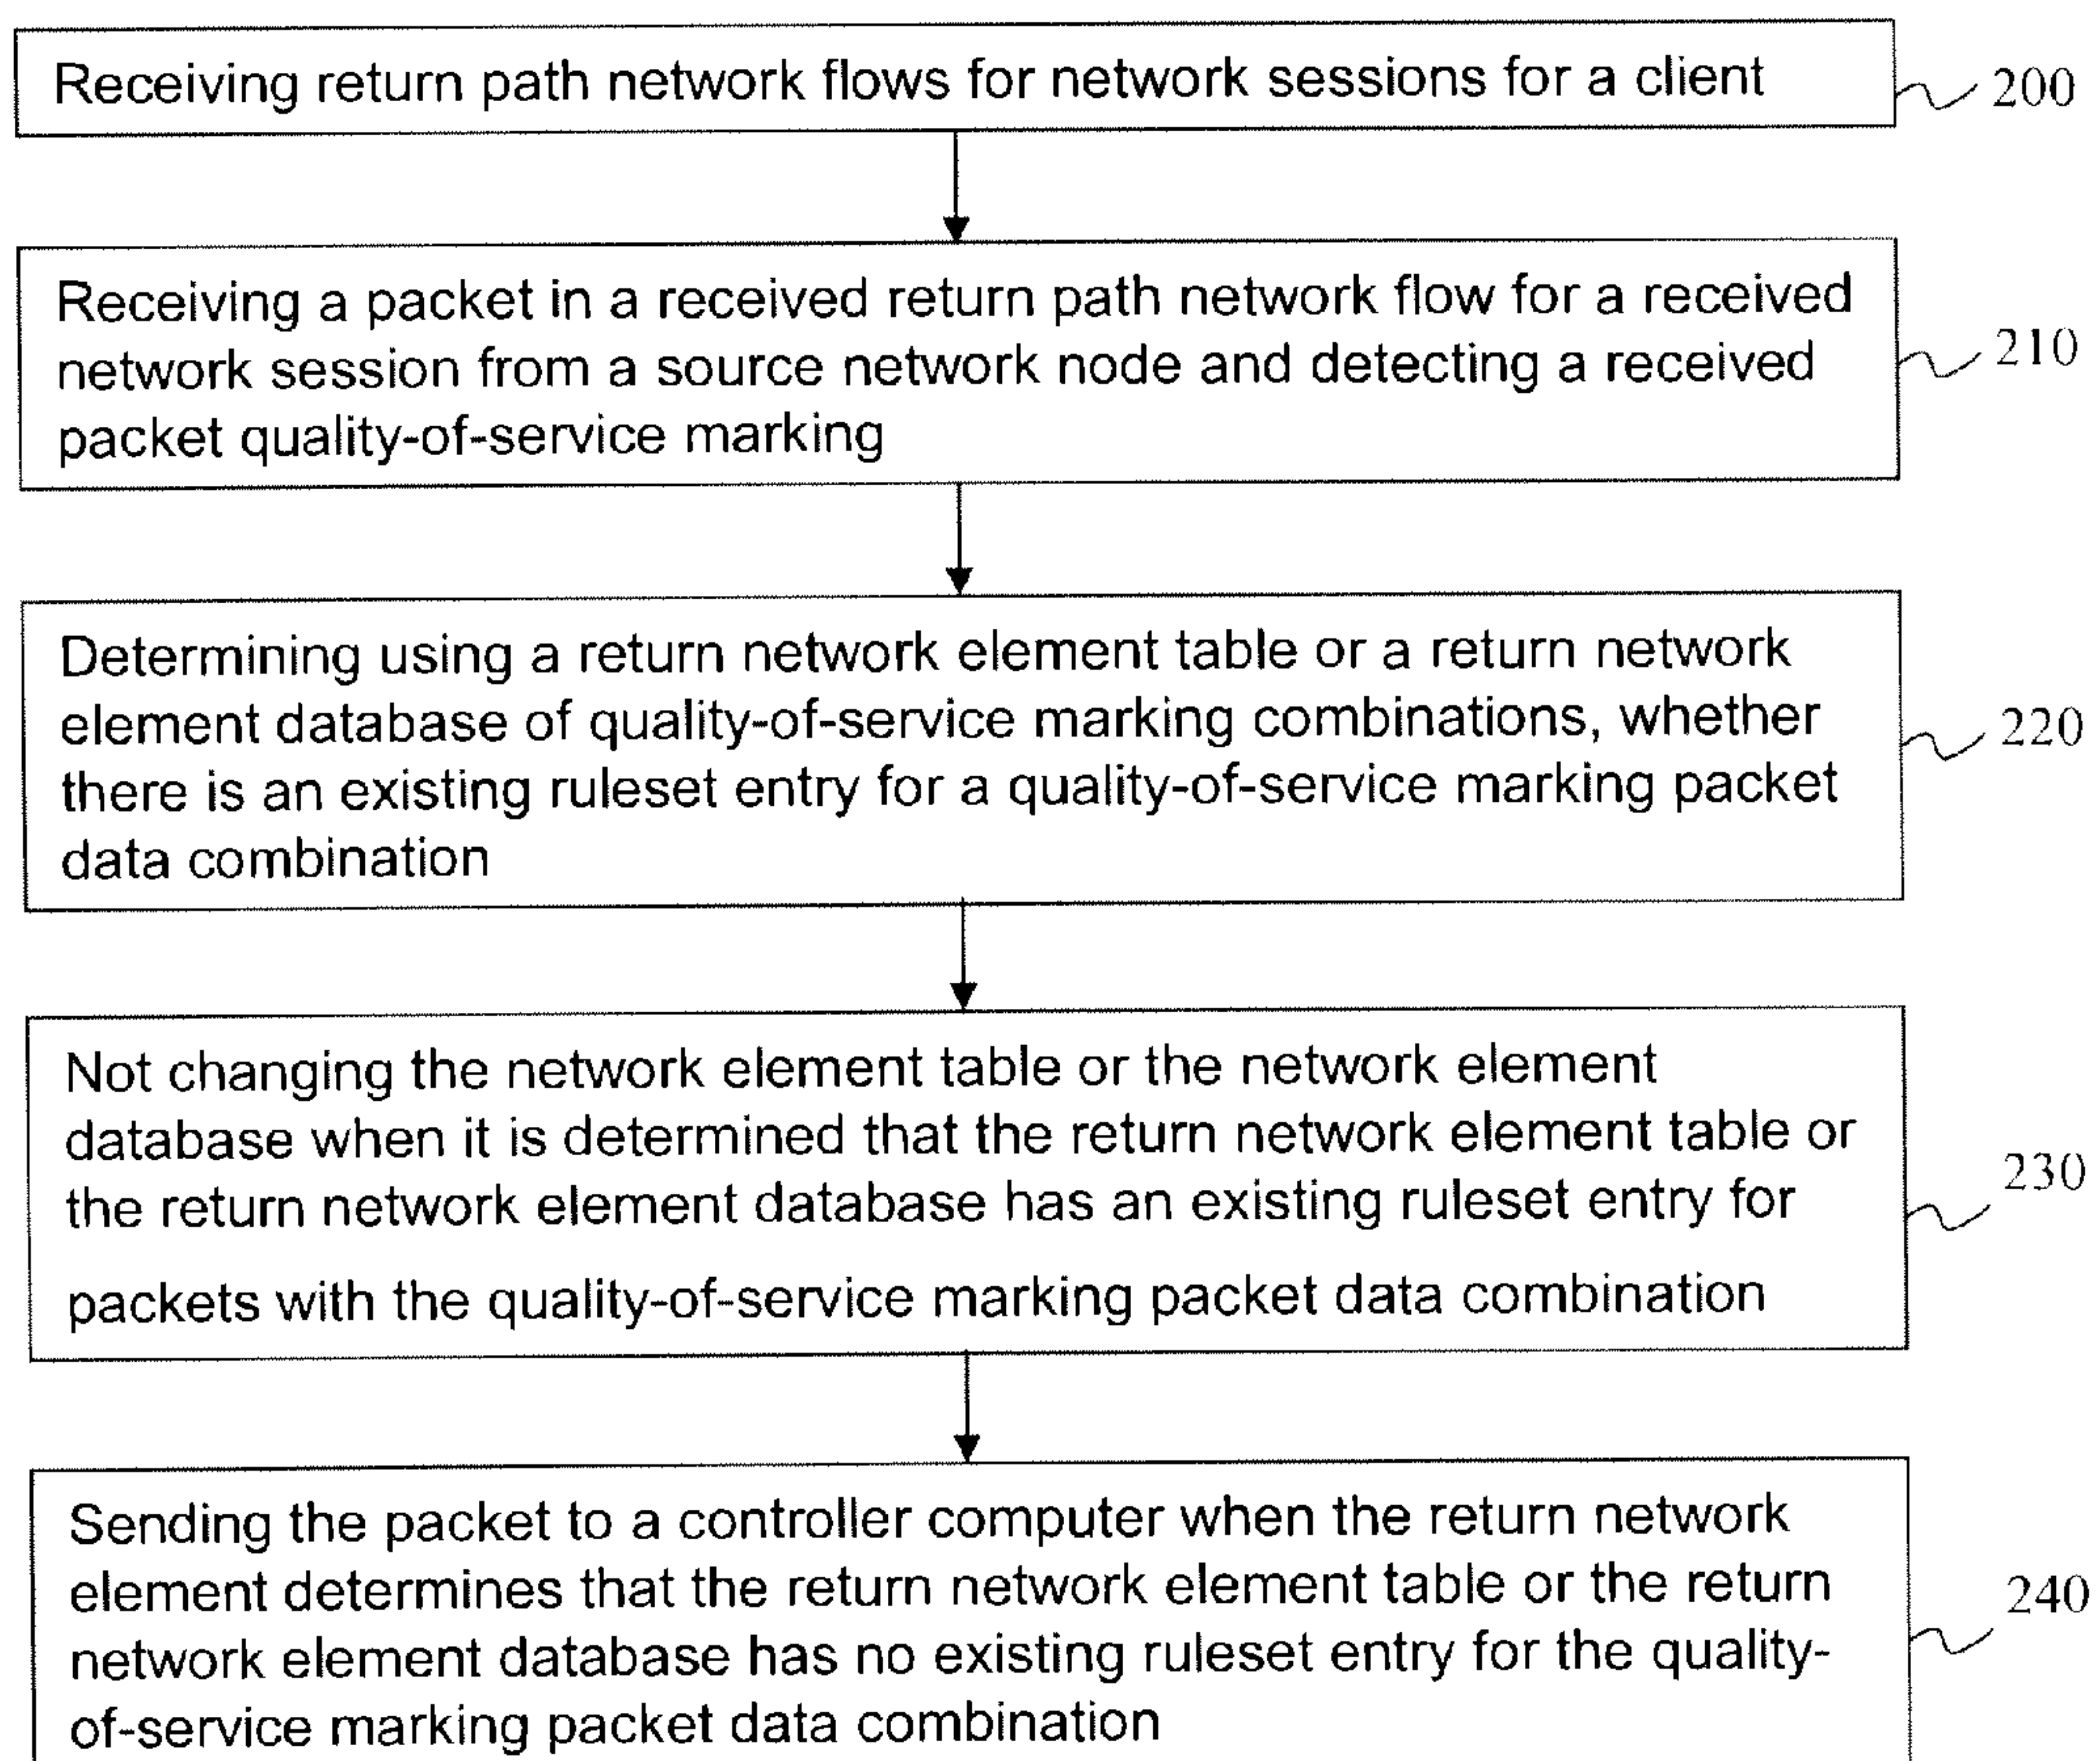 Receiving return path network flows for network sessions for a client
200
Receiving a packet in a received return path network flow for a received
network session from a source network node and detecting a received
packet quality-of-service marking
210
Determining using a return network element table or a return network
element database of quality-of-service marking combinations, whether
there is an existing ruleset entry for a quality-of-service marking packet
data combination
220
Not changing the network element table or the network element
database when it is determined that the return network element table or
the return network element database has an existing ruleset entry for
packets with the quality-of-service marking packet data combination
230
Sending the packet to a controller computer when the return network
element determines that the return network element table or the return
network element database has no existing ruleset entry for the quality-
of-service marking packet data combination
240